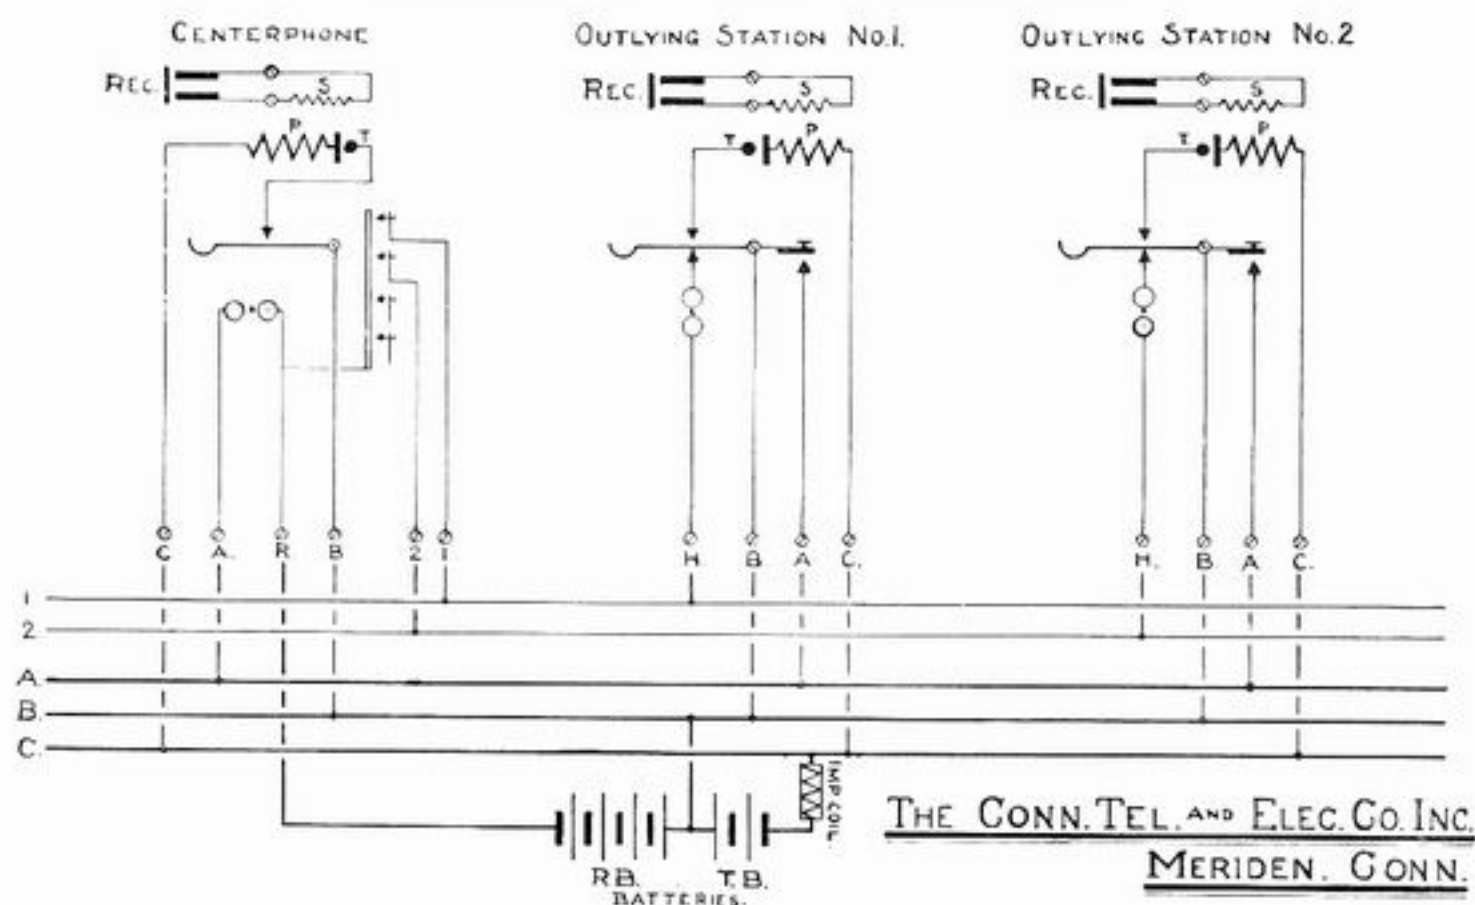 CENTERPHONE
OUTLYING STATION No.1.
OUTLYING STATION No.2
REC. S
REC. S
REC. S
P T
T P
T P
C A. R B 2 1
H B A C.
H. B A C.
1
2
A
B.
C.
IMP. COIL.
R.B. T.B.
BATTERIES.
THE CONN. TEL. AND ELEC. CO. INC.
MERIDEN. CONN.